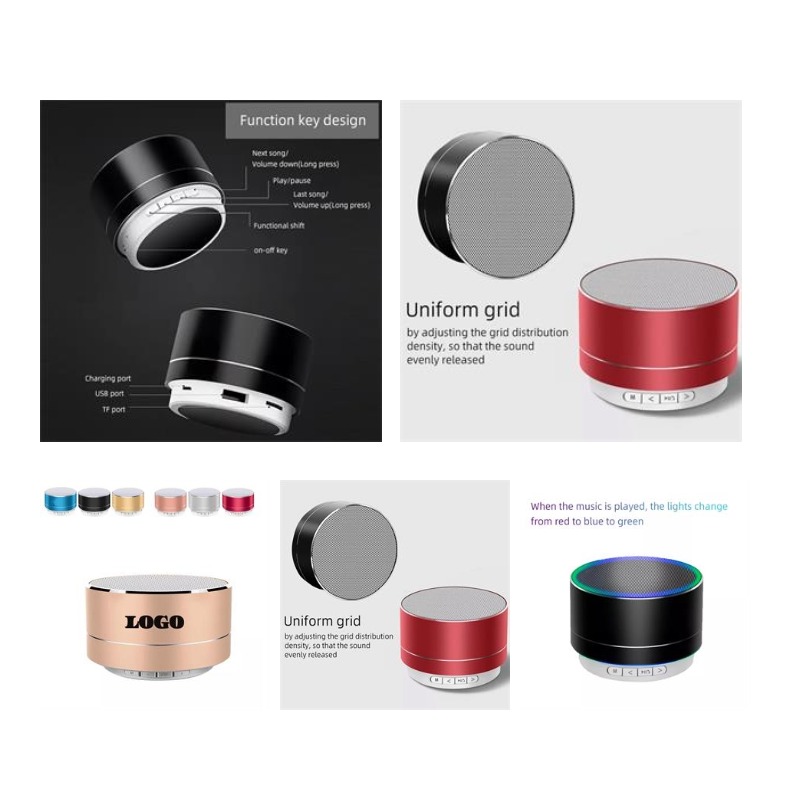 Function key design
Next song/
Volume down(Long press)
Play/pause
Last song/
Volume up(Long press)
Functional shift
on-off key
Charging port
USB port
TF port
Uniform grid
by adjusting the grid distribution
density, so that the sound
evenly released
LOGO
Uniform grid
by adjusting the grid distribution
density, so that the sound
evenly released
When the music is played, the lights change
from red to blue to green